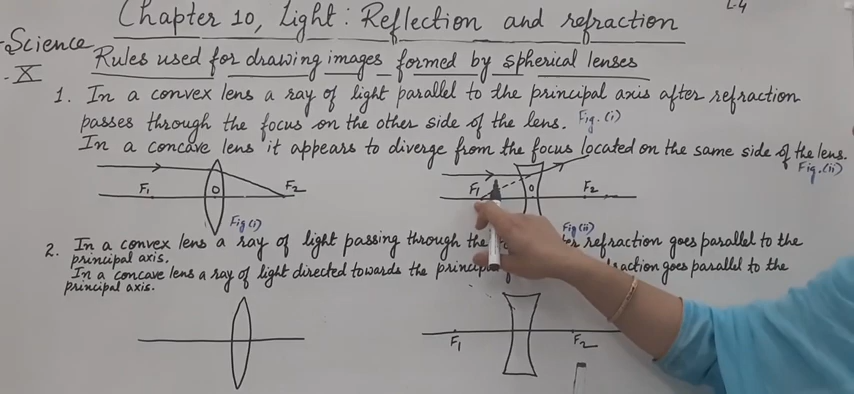 L-4
Chapter 10, Light: Reflection and refraction
-Science
-X
Rules used for drawing images formed by spherical lenses
1. In a convex lens a ray of light parallel to the principal axis after refraction
passes through the focus on the other side of the lens. Fig.(i)
In a concave lens it appears to diverge from the focus located on the same side of the lens.
Fig.(ii)
F₁ O F₂
F₁ O F₂
Fig(i)
Fig(ii)
2. In a convex lens a ray of light passing through the refraction goes parallel to the
principal axis.
In a concave lens a ray of light directed towards the goes parallel to the
principal axis.
F₁ F₂